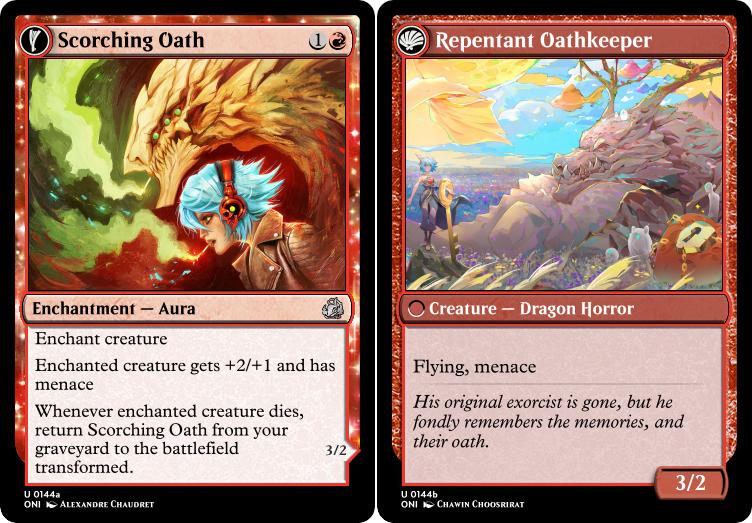 Scorching Oath
1
Enchantment — Aura
Enchant creature
Enchanted creature gets +2/+1 and has
menace
Whenever enchanted creature dies,
return Scorching Oath from your
graveyard to the battlefield
transformed.
3/2
U 0144a
ONI Alexandre Chaudret
Repentant Oathkeeper
Creature — Dragon Horror
Flying, menace
His original exorcist is gone, but he
fondly remembers the memories, and
their oath.
3/2
U 0144b
ONI Chawin Choosrirat